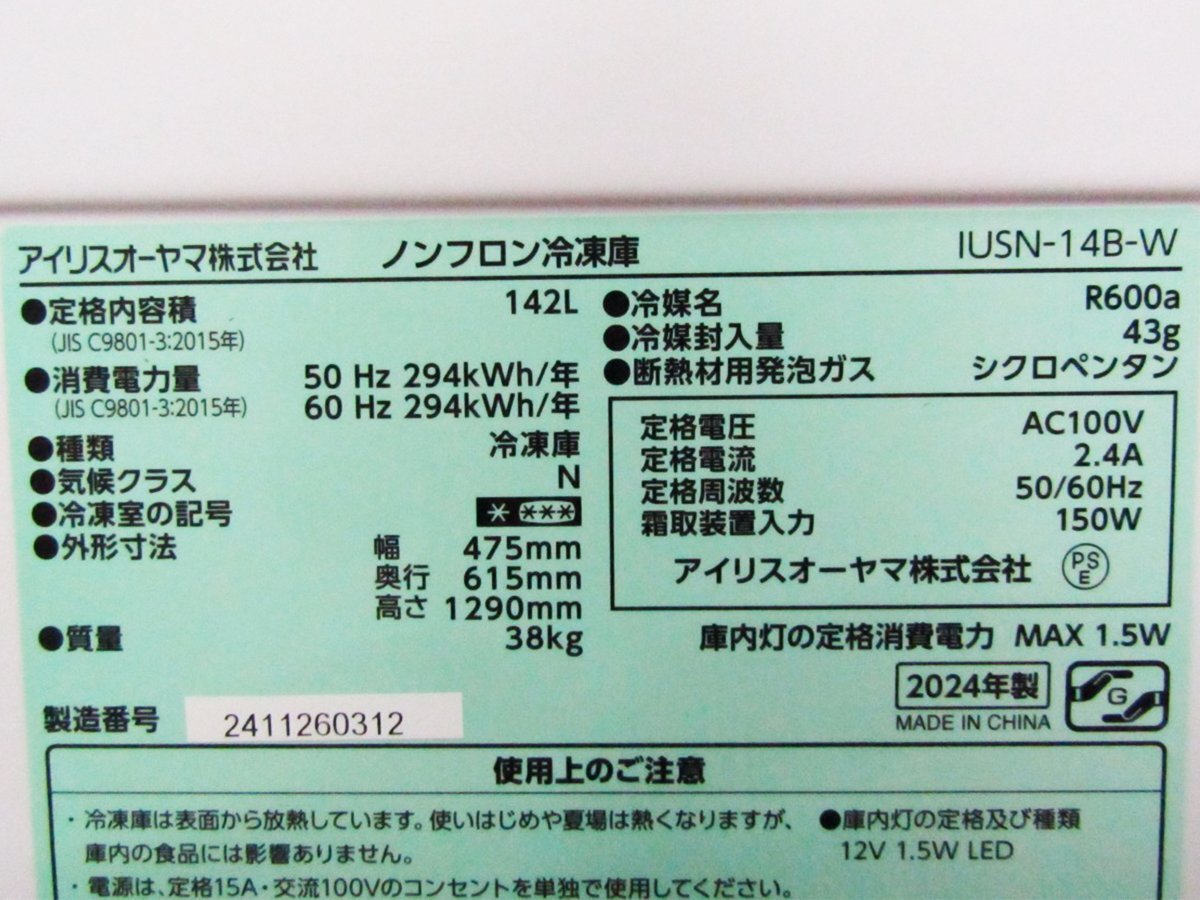 アイリスオーヤマ株式会社 ノンフロン冷凍庫 IUSN-14B-W
●定格内容積 142L
(JIS C9801-3:2015年)
●消費電力量 50 Hz 294kWh/年
(JIS C9801-3:2015年) 60 Hz 294kWh/年
●種類 冷凍庫
●気候クラス N
●冷凍室の記号 * ***
●外形寸法 幅 475mm
奥行 615mm
高さ 1290mm
●質量 38kg
製造番号 2411260312
●冷媒名 R600a
●冷媒封入量 43g
●断熱材用発泡ガス シクロペンタン
定格電圧 AC100V
定格電流 2.4A
定格周波数 50/60Hz
霜取装置入力 150W
アイリスオーヤマ株式会社 PS
E
庫内灯の定格消費電力 MAX 1.5W
2024年製
MADE IN CHINA
G
使用上のご注意
・冷凍庫は表面から放熱しています。使いはじめや夏場は熱くなりますが、
庫内の食品には影響ありません。
・電源は、定格15A・交流100Vのコンセントを単独で使用してください。
●庫内灯の定格及び種類
12V 1.5W LED